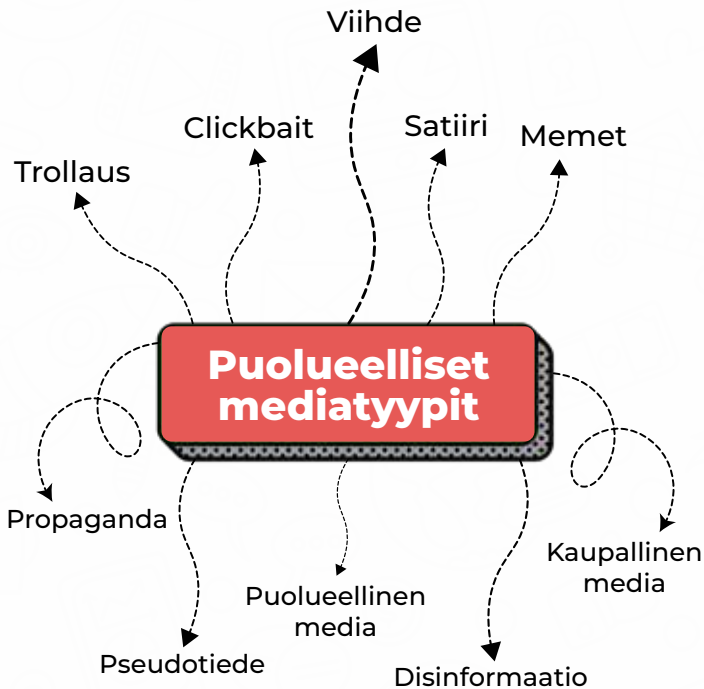 Viihde
Clickbait
Satiiri
Memet
Trollaus
Puolueelliset
mediatyypit
Propaganda
Kaupallinen
media
Puolueellinen
media
Pseudotiede
Disinformaatio